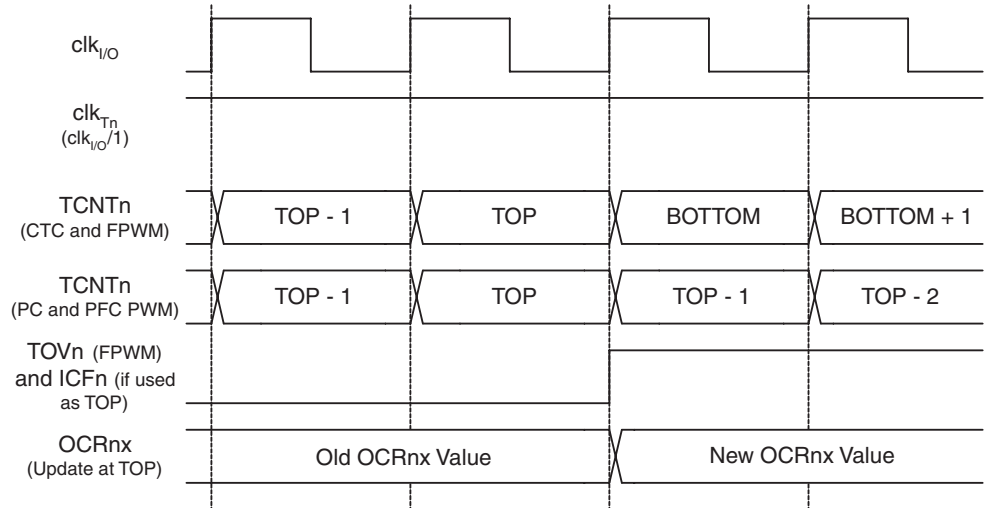 clkI/O
clkTn
(clkI/O/1)
TCNTn
(CTC and FPWM)
TOP - 1
TOP
BOTTOM
BOTTOM + 1
TCNTn
(PC and PFC PWM)
TOP - 1
TOP
TOP - 1
TOP - 2
TOVn (FPWM)
and ICFn (if used
as TOP)
OCRnx
(Update at TOP)
Old OCRnx Value
New OCRnx Value